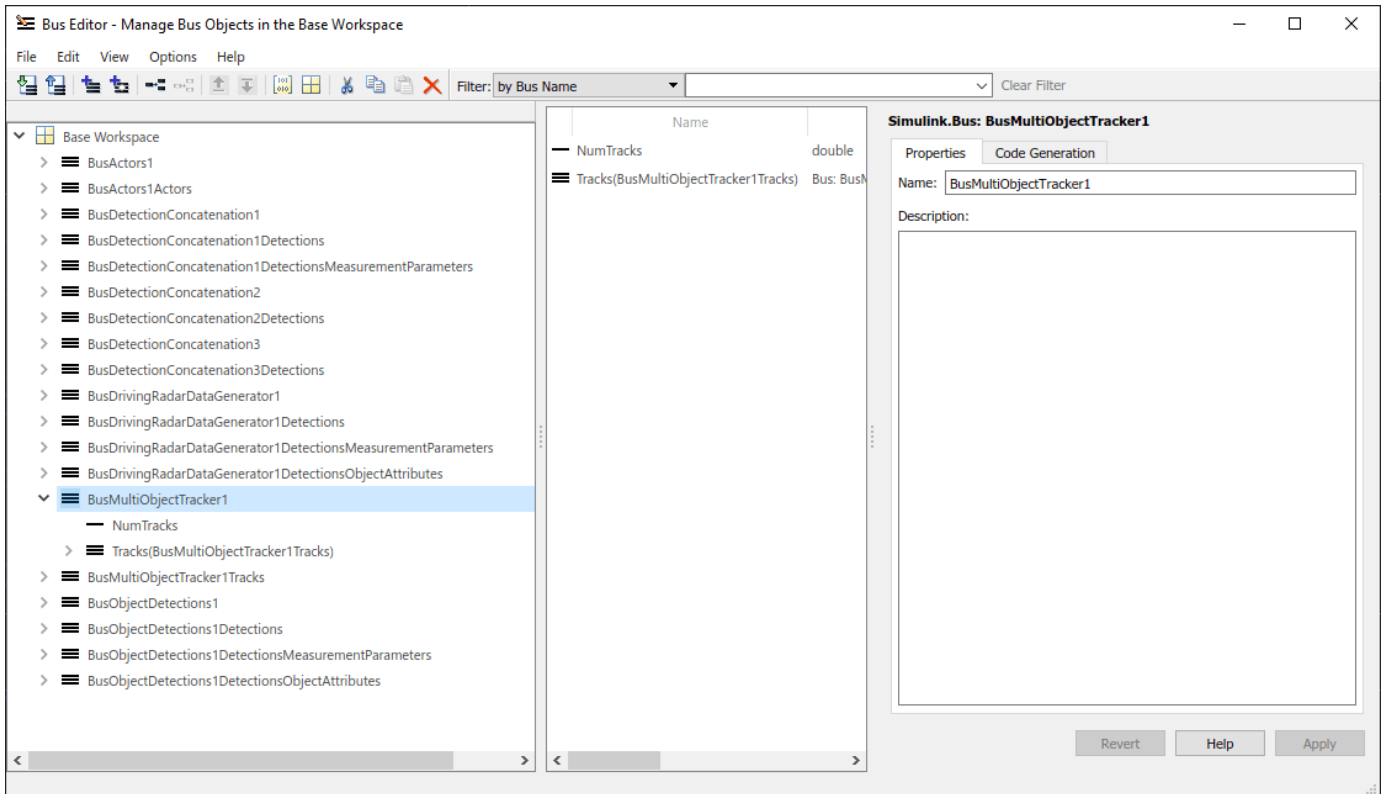 Bus Editor - Manage Bus Objects in the Base Workspace
File Edit View Options Help
Filter: by Bus Name Clear Filter
Base Workspace
BusActors1
BusActors1Actors
BusDetectionConcatenation1
BusDetectionConcatenation1Detections
BusDetectionConcatenation1DetectionsMeasurementParameters
BusDetectionConcatenation2
BusDetectionConcatenation2Detections
BusDetectionConcatenation3
BusDetectionConcatenation3Detections
BusDrivingRadarDataGenerator1
BusDrivingRadarDataGenerator1Detections
BusDrivingRadarDataGenerator1DetectionsMeasurementParameters
BusDrivingRadarDataGenerator1DetectionsObjectAttributes
BusMultiObjectTracker1
NumTracks
Tracks(BusMultiObjectTracker1Tracks)
BusMultiObjectTracker1Tracks
BusObjectDetections1
BusObjectDetections1Detections
BusObjectDetections1DetectionsMeasurementParameters
BusObjectDetections1DetectionsObjectAttributes
Name
NumTracks double
Tracks(BusMultiObjectTracker1Tracks) Bus:
Simulink.Bus: BusMultiObjectTracker1
Properties Code Generation
Name: BusMultiObjectTracker1
Description:
Revert Help Apply